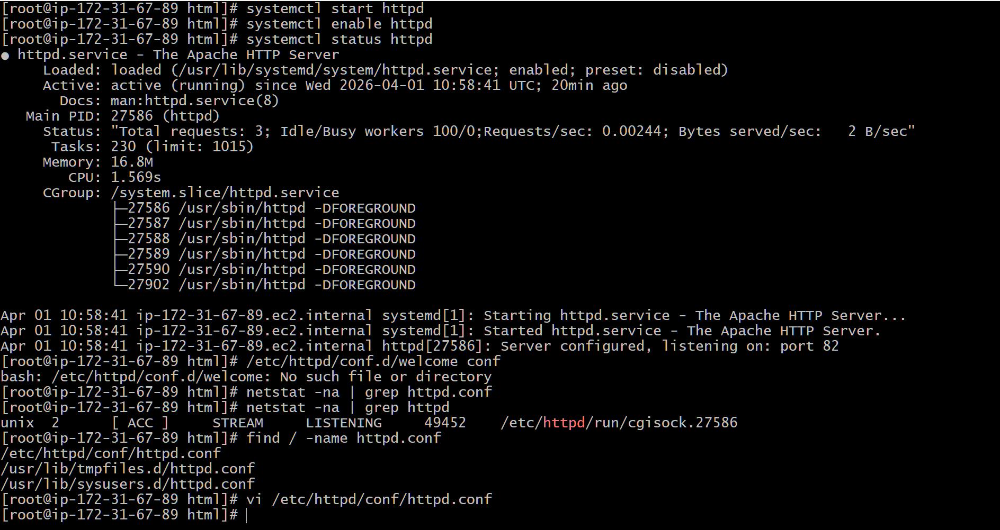 [root@ip-172-31-67-89 html]# systemctl start httpd
[root@ip-172-31-67-89 html]# systemctl enable httpd
[root@ip-172-31-67-89 html]# systemctl status httpd
● httpd.service - The Apache HTTP Server
     Loaded: loaded (/usr/lib/systemd/system/httpd.service; enabled; preset: disabled)
     Active: active (running) since Wed 2026-04-01 10:58:41 UTC; 20min ago
       Docs: man:httpd.service(8)
   Main PID: 27586 (httpd)
     Status: "Total requests: 3; Idle/Busy workers 100/0;Requests/sec: 0.00244; Bytes served/sec:   2 B/sec"
      Tasks: 230 (limit: 1015)
     Memory: 16.8M
        CPU: 1.569s
     CGroup: /system.slice/httpd.service
             ├─27586 /usr/sbin/httpd -DFOREGROUND
             ├─27587 /usr/sbin/httpd -DFOREGROUND
             ├─27588 /usr/sbin/httpd -DFOREGROUND
             ├─27589 /usr/sbin/httpd -DFOREGROUND
             ├─27590 /usr/sbin/httpd -DFOREGROUND
             └─27902 /usr/sbin/httpd -DFOREGROUND

Apr 01 10:58:41 ip-172-31-67-89.ec2.internal systemd[1]: Starting httpd.service - The Apache HTTP Server...
Apr 01 10:58:41 ip-172-31-67-89.ec2.internal systemd[1]: Started httpd.service - The Apache HTTP Server.
Apr 01 10:58:41 ip-172-31-67-89.ec2.internal httpd[27586]: Server configured, listening on: port 82
[root@ip-172-31-67-89 html]# /etc/httpd/conf.d/welcome conf
bash: /etc/httpd/conf.d/welcome: No such file or directory
[root@ip-172-31-67-89 html]# netstat -na | grep httpd.conf
[root@ip-172-31-67-89 html]# netstat -na | grep httpd
unix  2      [ ACC ]     STREAM     LISTENING     49452    /etc/httpd/run/cgisock.27586
[root@ip-172-31-67-89 html]# find / -name httpd.conf
/etc/httpd/conf/httpd.conf
/usr/lib/tmpfiles.d/httpd.conf
/usr/lib/sysusers.d/httpd.conf
[root@ip-172-31-67-89 html]# vi /etc/httpd/conf/httpd.conf
[root@ip-172-31-67-89 html]#